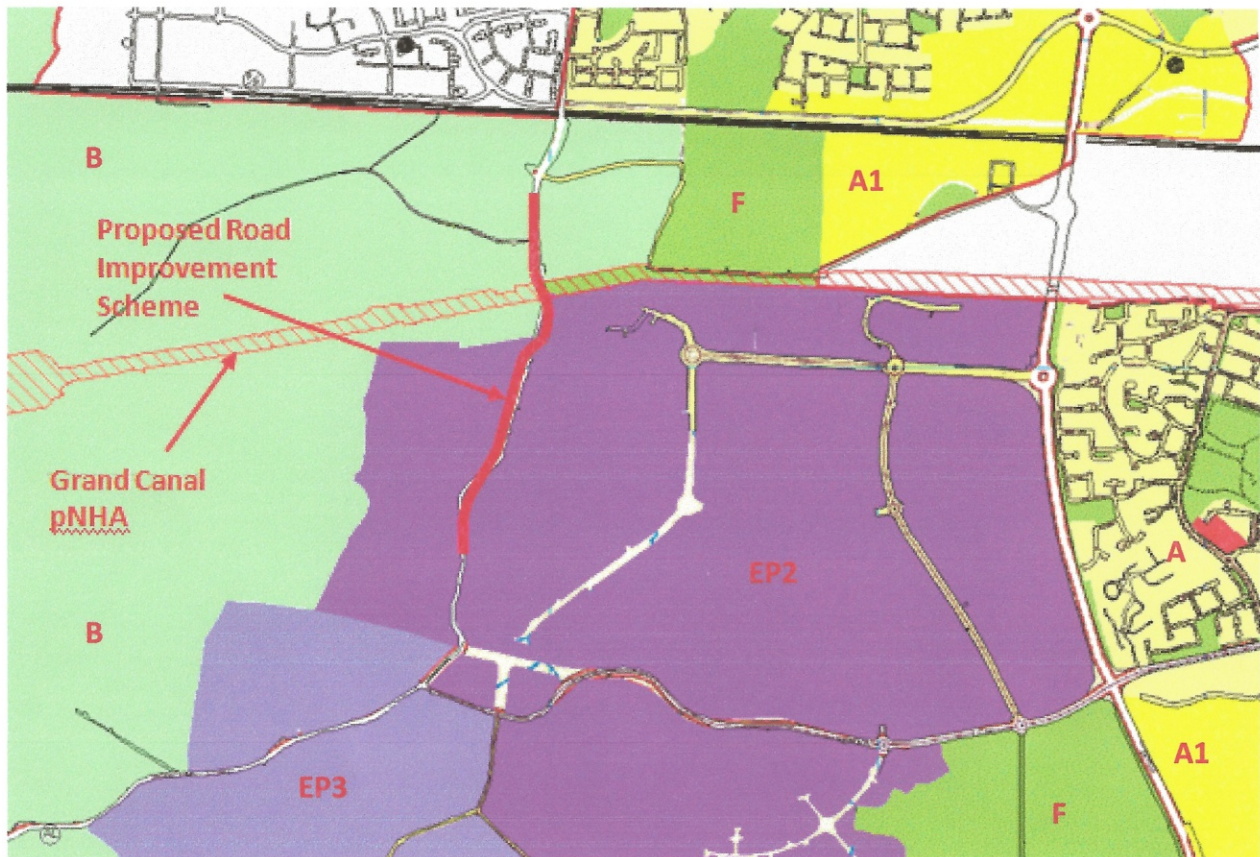 B
A1
F
Proposed Road
Improvement
Scheme
Grand Canal
pNHA
EP2
A
B
EP3
A1
F